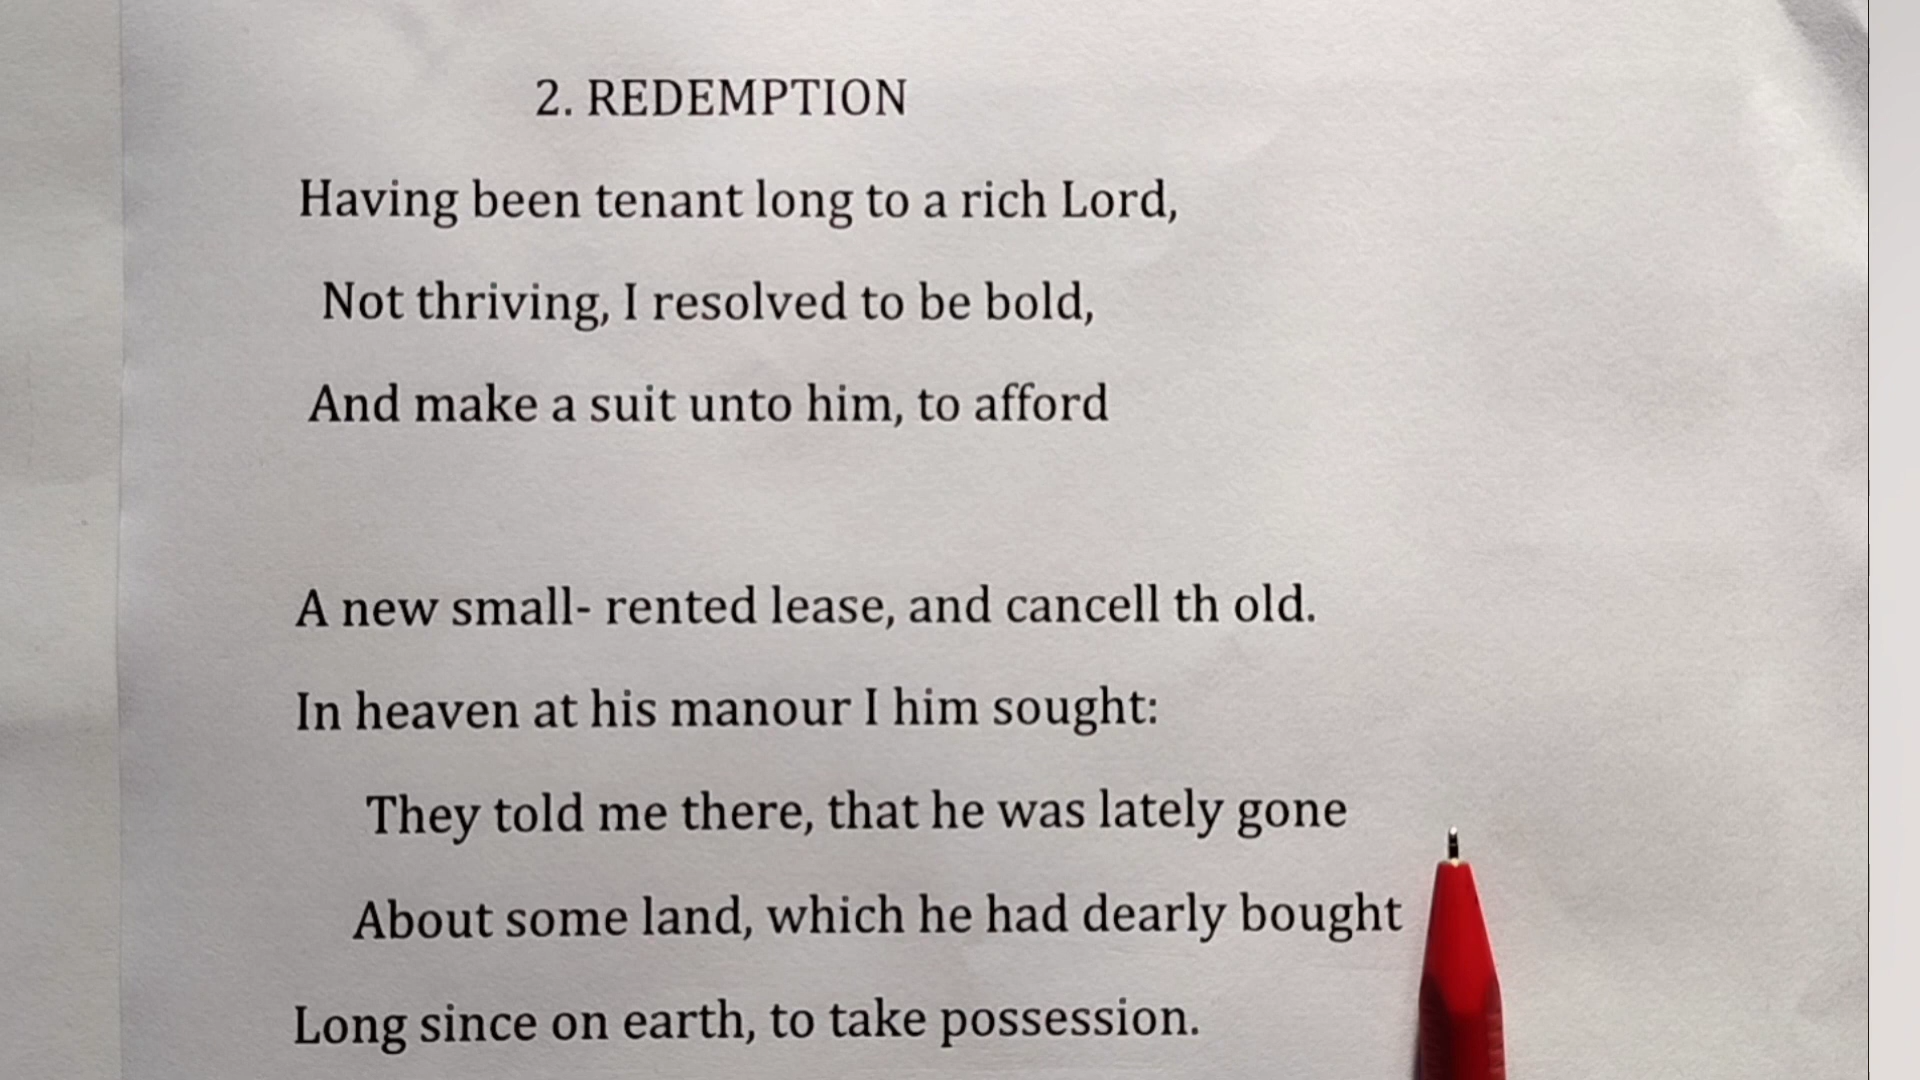 2. REDEMPTION
Having been tenant long to a rich Lord,
Not thriving, I resolved to be bold,
And make a suit unto him, to afford
A new small- rented lease, and cancell th old.
In heaven at his manour I him sought:
They told me there, that he was lately gone
About some land, which he had dearly bought
Long since on earth, to take possession.